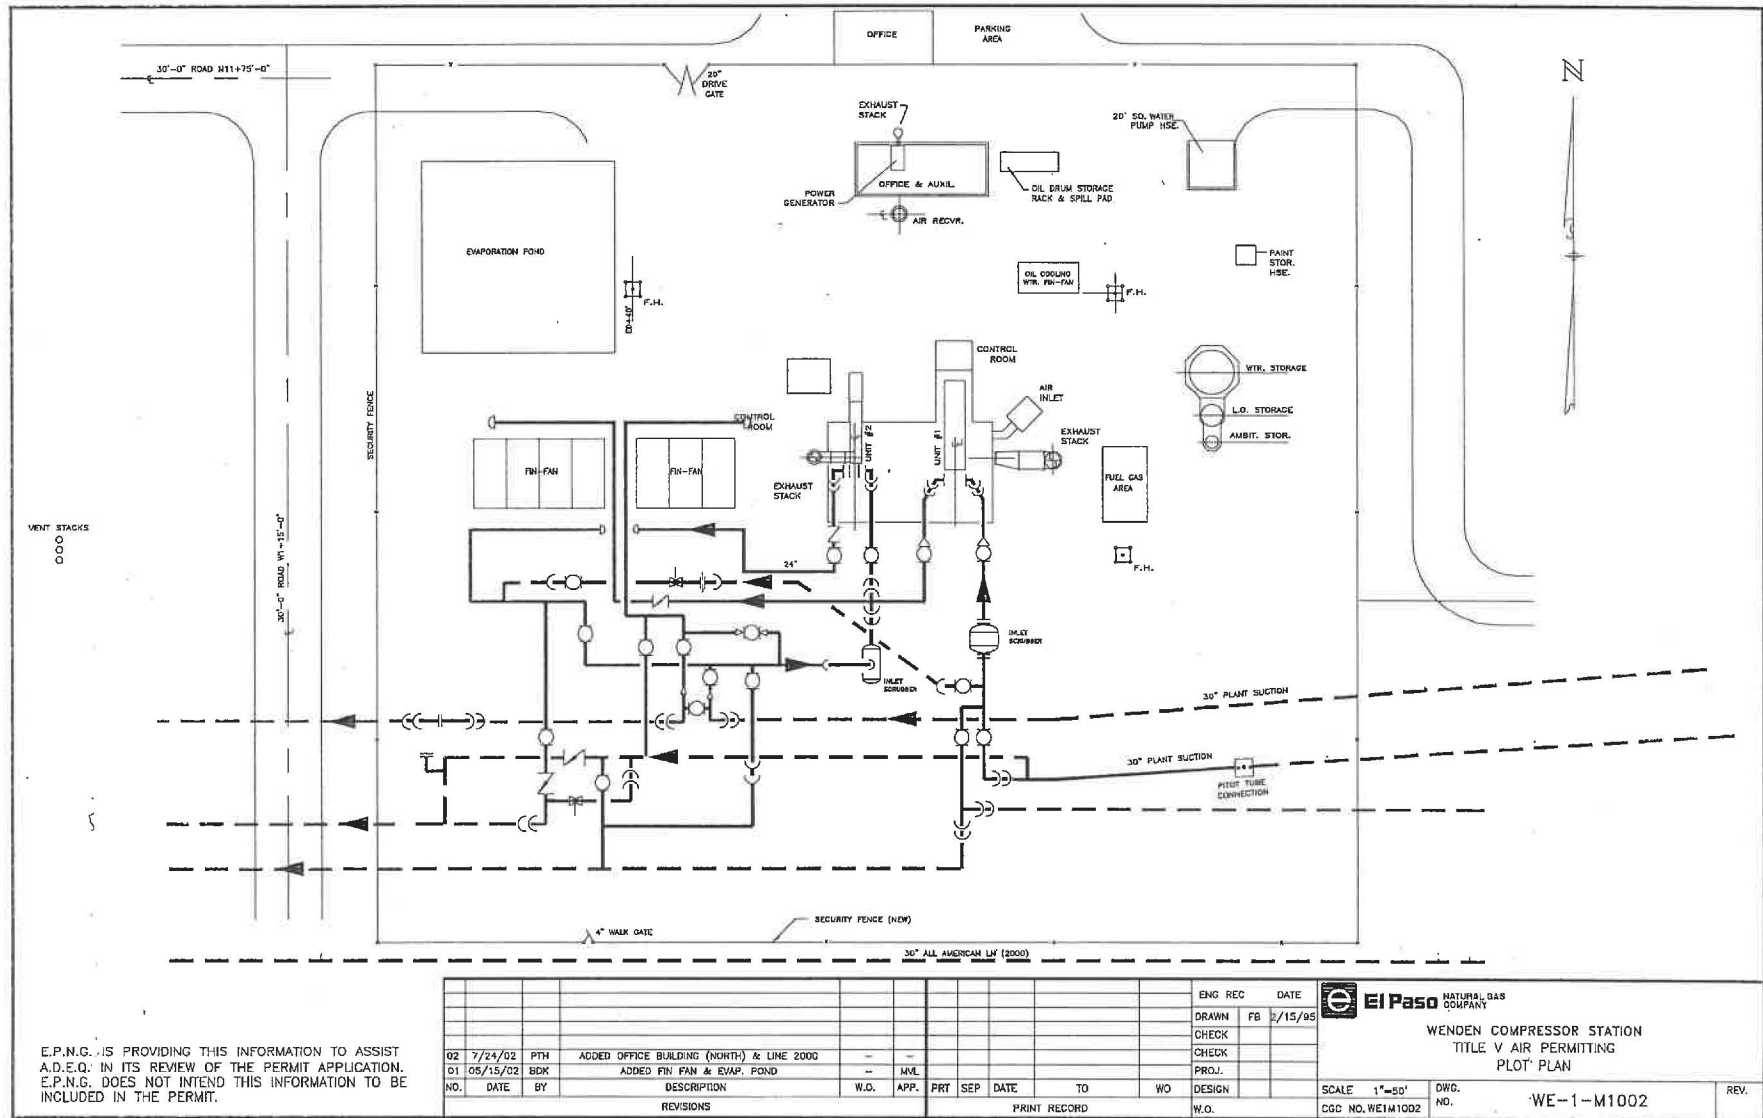 OFFICE
PARKING
AREA
30'-0" ROAD N11+75'-0"
20"
DRIVE
GATE
N
EXHAUST
STACK
20' SQ. WATER
PUMP HSE.
OFFICE & AUXIL.
POWER
GENERATOR
OIL DRUM STORAGE
RACK & SPILL PAD
AIR RECVR.
EVAPORATION POND
PAINT
STOR.
HSE.
OIL COOLING
WTR. FIN-FAN
F.H.
F.H.
CONTROL
ROOM
WTR. STORAGE
AIR
INLET
SECURITY FENCE
L.O. STORAGE
CONTROL
ROOM
UNIT #2
UNIT #1
EXHAUST
STACK
AMBIT. STOR.
FIN-FAN
FIN-FAN
EXHAUST
STACK
FUEL GAS
AREA
VENT STACKS
30'-0" ROAD W1+15'-0"
24"
F.H.
INLET
SCRUBBER
INLET
SCRUBBER
30" PLANT SUCTION
30" PLANT SUCTION
PITOT TUBE
CONNECTION
SECURITY FENCE (NEW)
4" WALK GATE
30" ALL AMERICAN LN (2000)
E.P.N.G. IS PROVIDING THIS INFORMATION TO ASSIST
A.D.E.Q. IN ITS REVIEW OF THE PERMIT APPLICATION.
E.P.N.G. DOES NOT INTEND THIS INFORMATION TO BE
INCLUDED IN THE PERMIT.
02 7/24/02 PTH ADDED OFFICE BUILDING (NORTH) & LINE 2000 - -
01 05/15/02 BDK ADDED FIN FAN & EVAP. POND - MVL
NO. DATE BY DESCRIPTION W.O. APP. PRT SEP DATE TO WO
REVISIONS
PRINT RECORD
ENG REC DATE
DRAWN FB 2/15/95
CHECK
CHECK
PROJ.
DESIGN
W.O.
El Paso NATURAL GAS
COMPANY
WENDEN COMPRESSOR STATION
TITLE V AIR PERMITTING
PLOT PLAN
SCALE 1"=50'
CGC NO. WE1M1002
DWG.
NO. WE-1-M1002
REV.